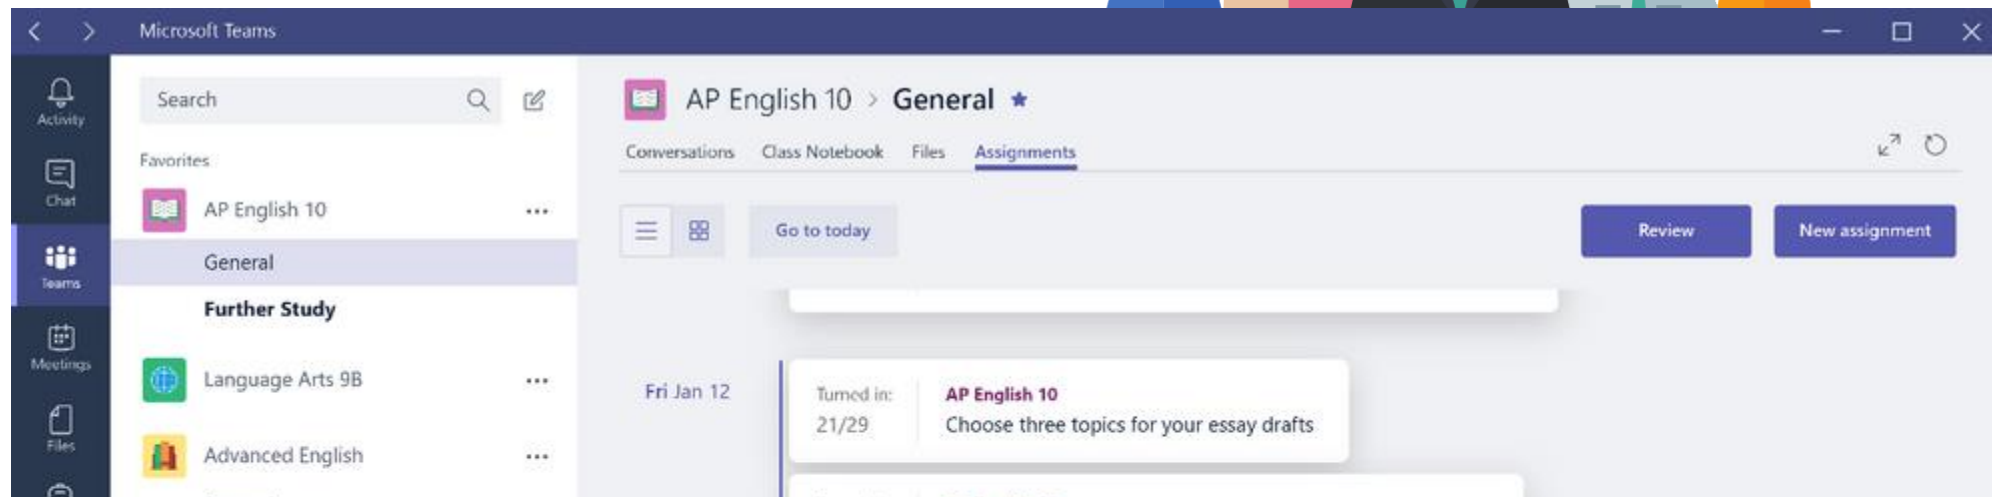 Microsoft Teams
Activity
Chat
Teams
Meetings
Files
Search
Favorites
AP English 10
General
Further Study
Language Arts 9B
Advanced English
AP English 10 > General
Conversations Class Notebook Files Assignments
Go to today
Review
New assignment
Fri Jan 12
Turned in:
21/29
AP English 10
Choose three topics for your essay drafts